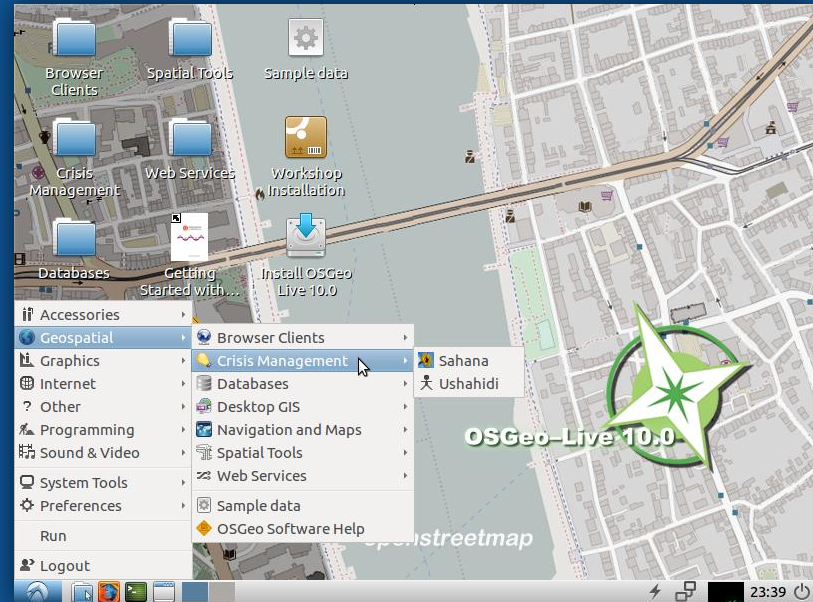 Browser
Clients
Spatial Tools
Sample data
Crisis
Management
Web Services
Workshop
Installation
Databases
Getting
Started with...
Install OSGeo
Live 10.0
Accessories
Geospatial
Graphics
Internet
Other
Programming
Sound & Video
System Tools
Preferences
Run
Logout
Browser Clients
Crisis Management
Databases
Desktop GIS
Navigation and Maps
Spatial Tools
Web Services
Sample data
OSGeo Software Help
Sahana
Ushahidi
OSGeo-Live 10.0
openstreetmap
23:39